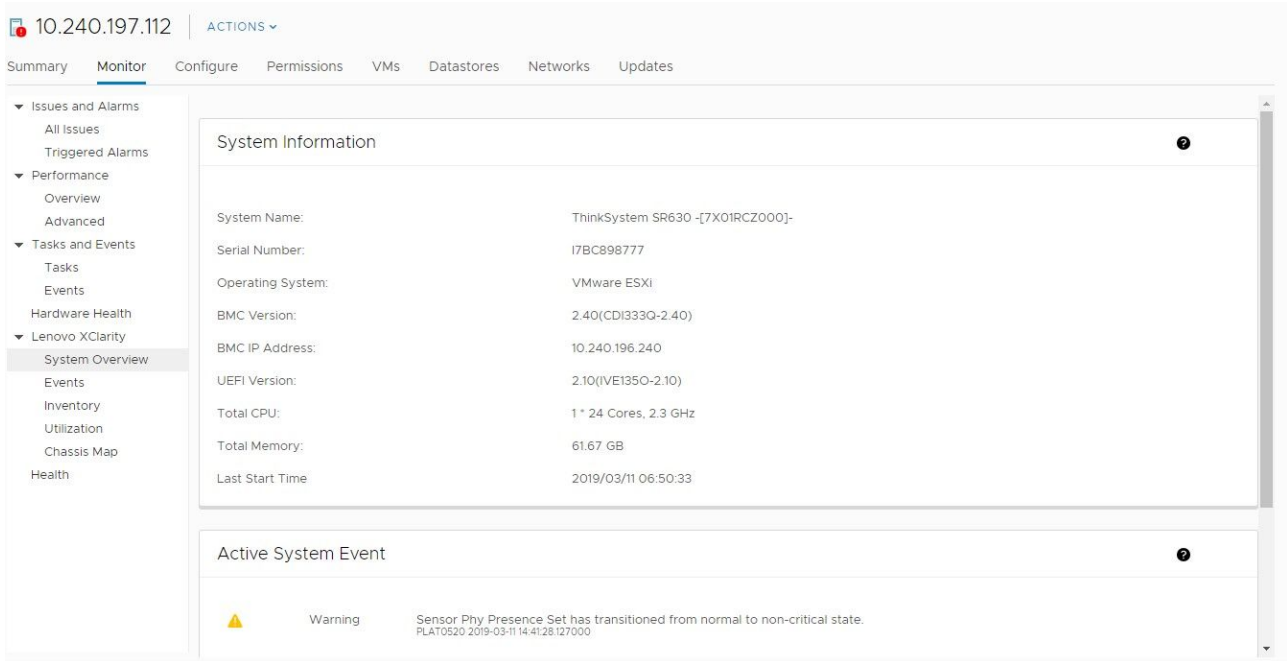 10.240.197.112 ACTIONS
Summary Monitor Configure Permissions VMs Datastores Networks Updates
Issues and Alarms
All Issues
Triggered Alarms
Performance
Overview
Advanced
Tasks and Events
Tasks
Events
Hardware Health
Lenovo XClarity
System Overview
Events
Inventory
Utilization
Chassis Map
Health
System Information
System Name: ThinkSystem SR630 -[7X01RCZ000]-
Serial Number: I7BC898777
Operating System: VMware ESXi
BMC Version: 2.40(CDI333Q-2.40)
BMC IP Address: 10.240.196.240
UEFI Version: 2.10(IVE135O-2.10)
Total CPU: 1 * 24 Cores, 2.3 GHz
Total Memory: 61.67 GB
Last Start Time 2019/03/11 06:50:33
Active System Event
Warning Sensor Phy Presence Set has transitioned from normal to non-critical state.
PLAT0520 2019-03-11 14:41:28.127000